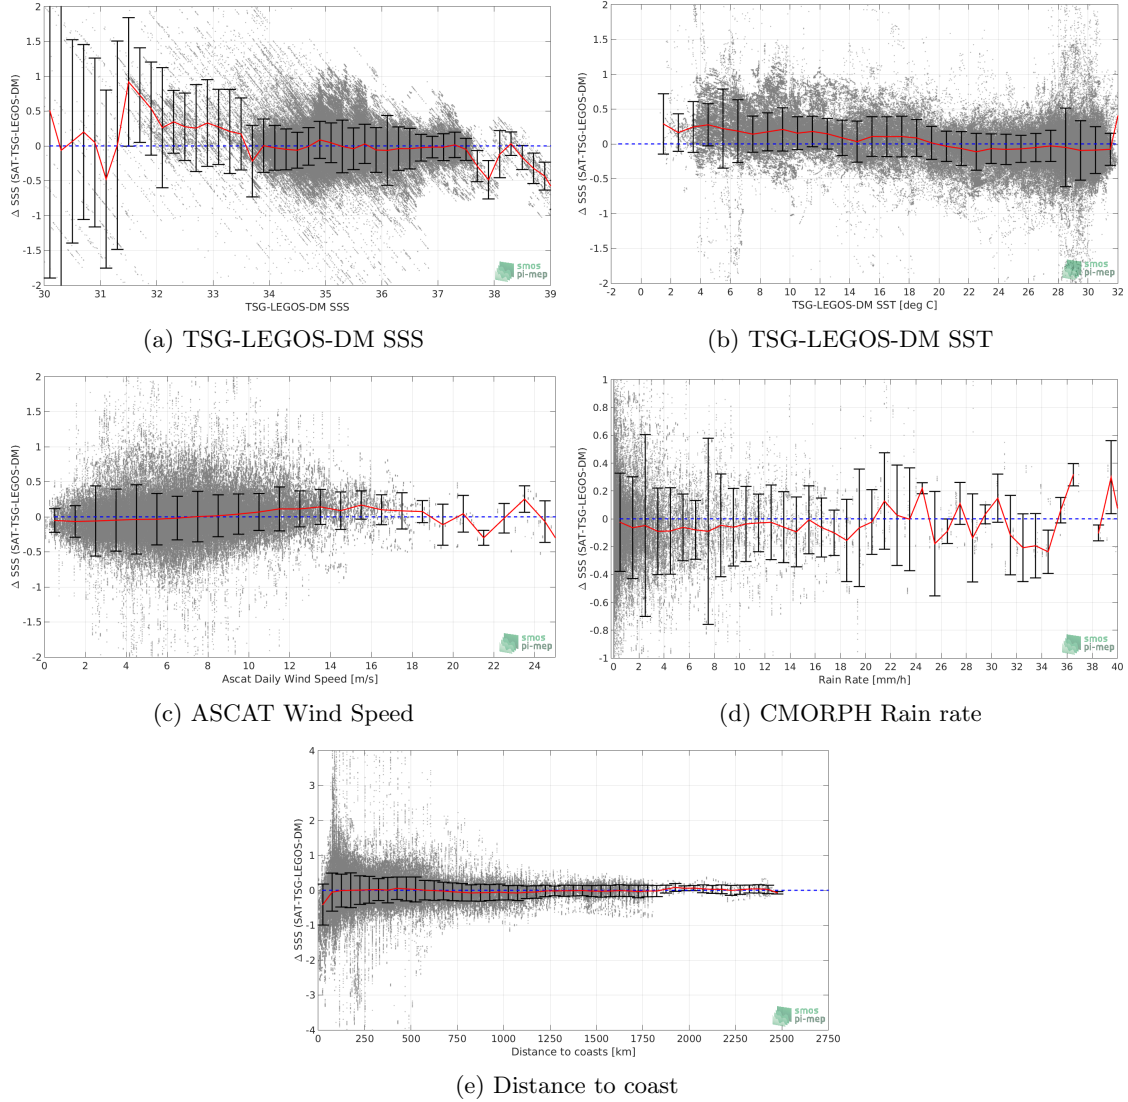 2
1.5
1
0.5
0
-0.5
-1
-1.5
-2
Δ SSS (SAT-TSG-LEGOS-DM)
30 31 32 33 34 35 36 37 38 39
TSG-LEGOS-DM SSS
smos
pi-mep
(a) TSG-LEGOS-DM SSS
2
1.5
1
0.5
0
-0.5
-1
-1.5
-2
Δ SSS (SAT-TSG-LEGOS-DM)
-2 0 2 4 6 8 10 12 14 16 18 20 22 24 26 28 30 32
TSG-LEGOS-DM SST [deg C]
smos
pi-mep
(b) TSG-LEGOS-DM SST
2
1.5
1
0.5
0
-0.5
-1
-1.5
-2
Δ SSS (SAT-TSG-LEGOS-DM)
0 2 4 6 8 10 12 14 16 18 20 22 24
Ascat Daily Wind Speed [m/s]
smos
pi-mep
(c) ASCAT Wind Speed
1
0.8
0.6
0.4
0.2
0
-0.2
-0.4
-0.6
-0.8
-1
Δ SSS (SAT-TSG-LEGOS-DM)
0 2 4 6 8 10 12 14 16 18 20 22 24 26 28 30 32 34 36 38 40
Rain Rate [mm/h]
smos
pi-mep
(d) CMORPH Rain rate
4
3
2
1
0
-1
-2
-3
-4
Δ SSS (SAT-TSG-LEGOS-DM)
0 250 500 750 1000 1250 1500 1750 2000 2250 2500 2750
Distance to coasts [km]
smos
pi-mep
(e) Distance to coast